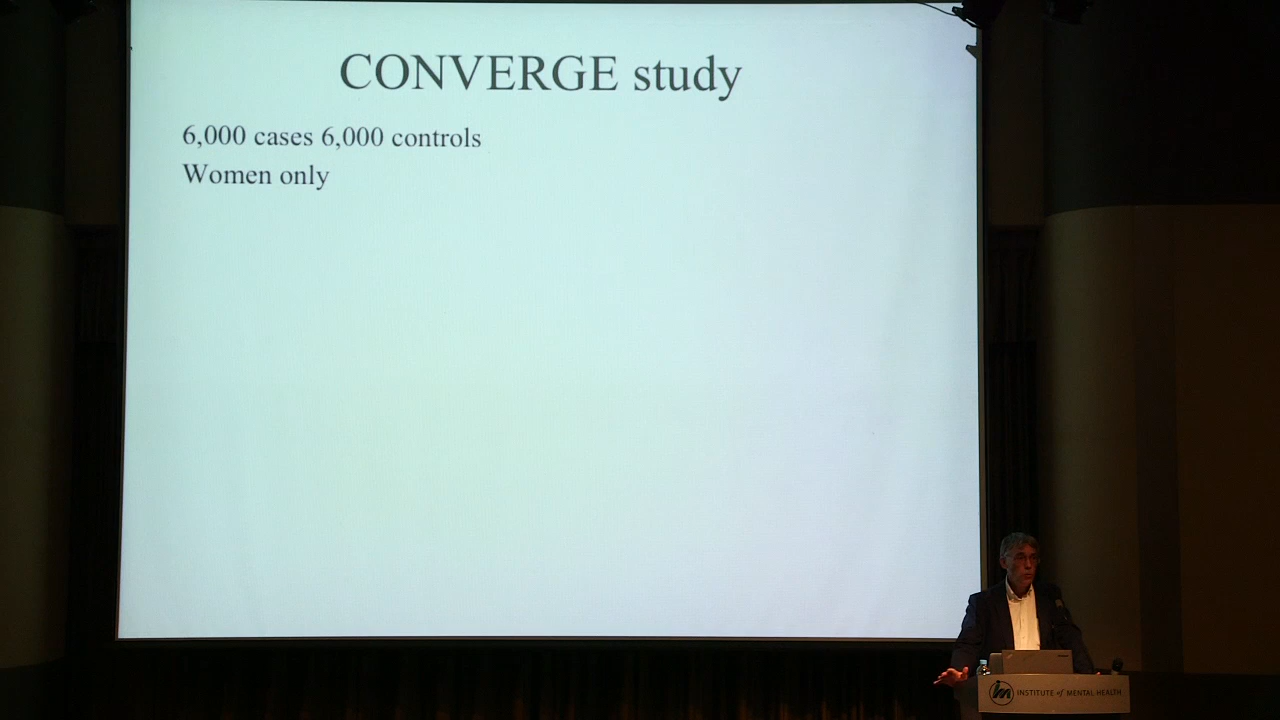 CONVERGE study
6,000 cases 6,000 controls
Women only
INSTITUTE of MENTAL HEALTH